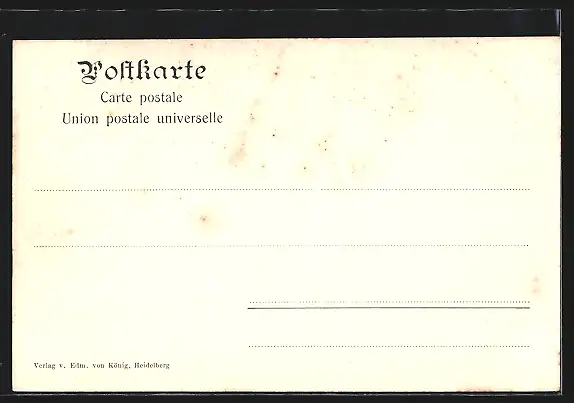 Postkarte
Carte postale
Union postale universelle
Verlag v. Edm. von König, Heidelberg